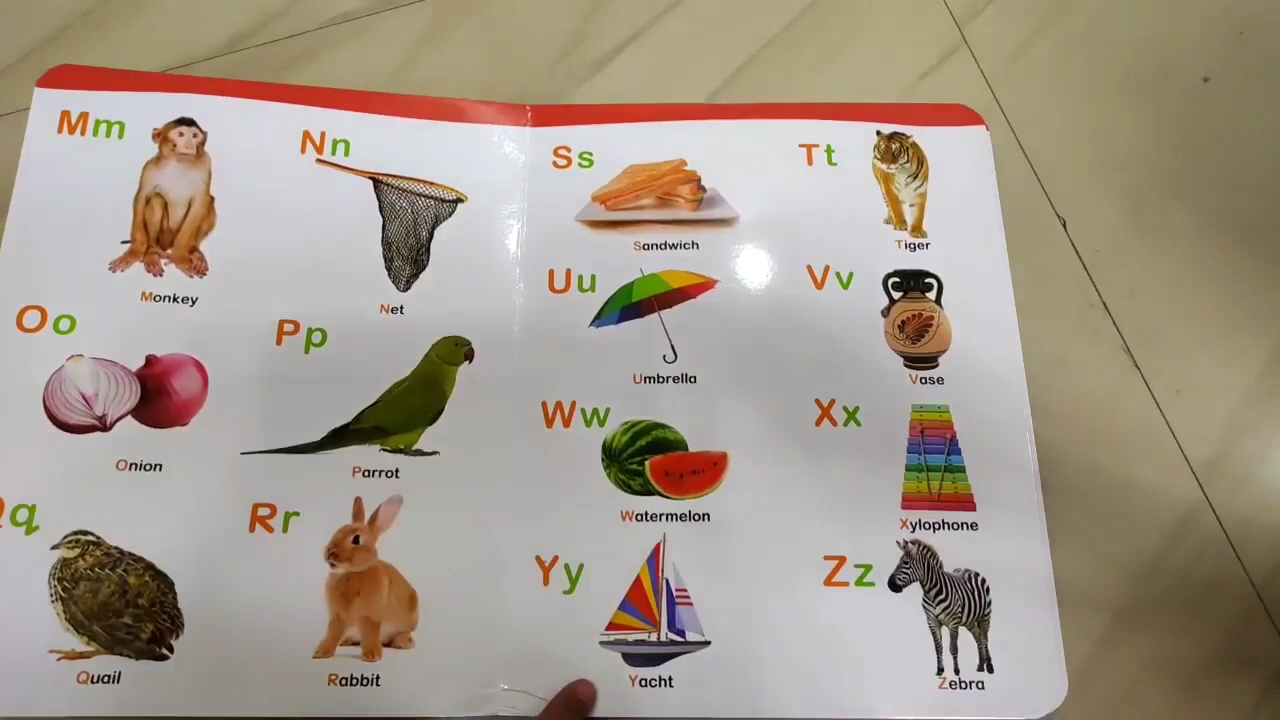 Mm
Monkey
Nn
Net
Oo
Onion
Pp
Parrot
Qq
Quail
Rr
Rabbit
Ss
Sandwich
Tt
Tiger
Uu
Umbrella
Vv
Vase
Ww
Watermelon
Xx
Xylophone
Yy
Yacht
Zz
Zebra